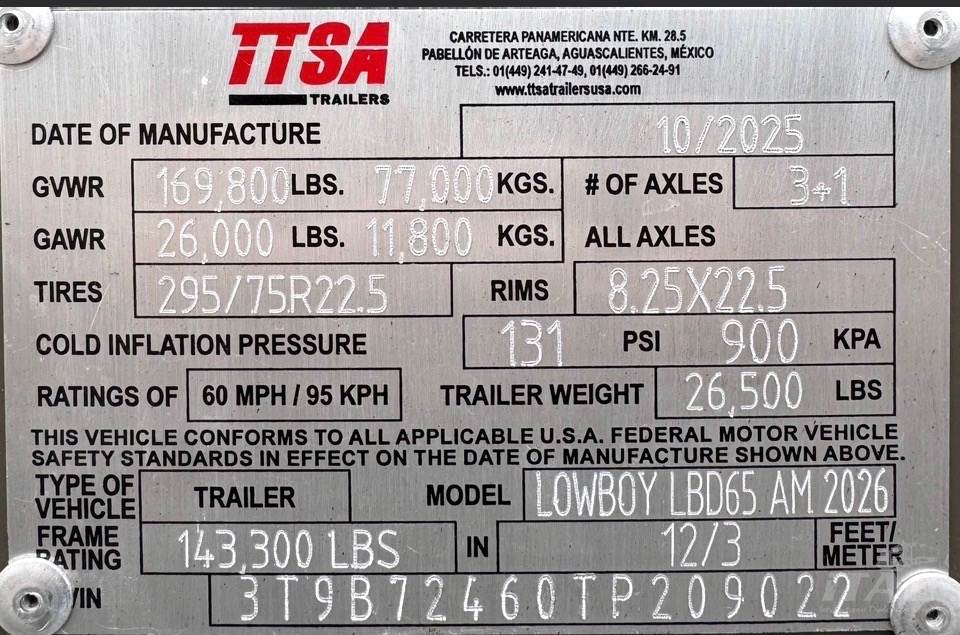 TTSA
TRAILERS
CARRETERA PANAMERICANA NTE. KM. 28.5
PABELLÓN DE ARTEAGA, AGUASCALIENTES, MÉXICO
TELS.: 01(449) 241-47-49, 01(449) 266-24-91
www.ttsatrailersusa.com
DATE OF MANUFACTURE 10/2025
GVWR 169,800 LBS. 77,000 KGS. # OF AXLES 3+1
GAWR 26,000 LBS. 11,800 KGS. ALL AXLES
TIRES 295/75R22.5 RIMS 8.25X22.5
COLD INFLATION PRESSURE 131 PSI 900 KPA
RATINGS OF 60 MPH / 95 KPH TRAILER WEIGHT 26,500 LBS
THIS VEHICLE CONFORMS TO ALL APPLICABLE U.S.A. FEDERAL MOTOR VEHICLE
SAFETY STANDARDS IN EFFECT ON THE DATE OF MANUFACTURE SHOWN ABOVE.
TYPE OF VEHICLE TRAILER MODEL LOWBOY LBD65 AM 2026
FRAME RATING 143,300 LBS IN 12/3 FEET/ METER
VIN 3T9B72460TP209022